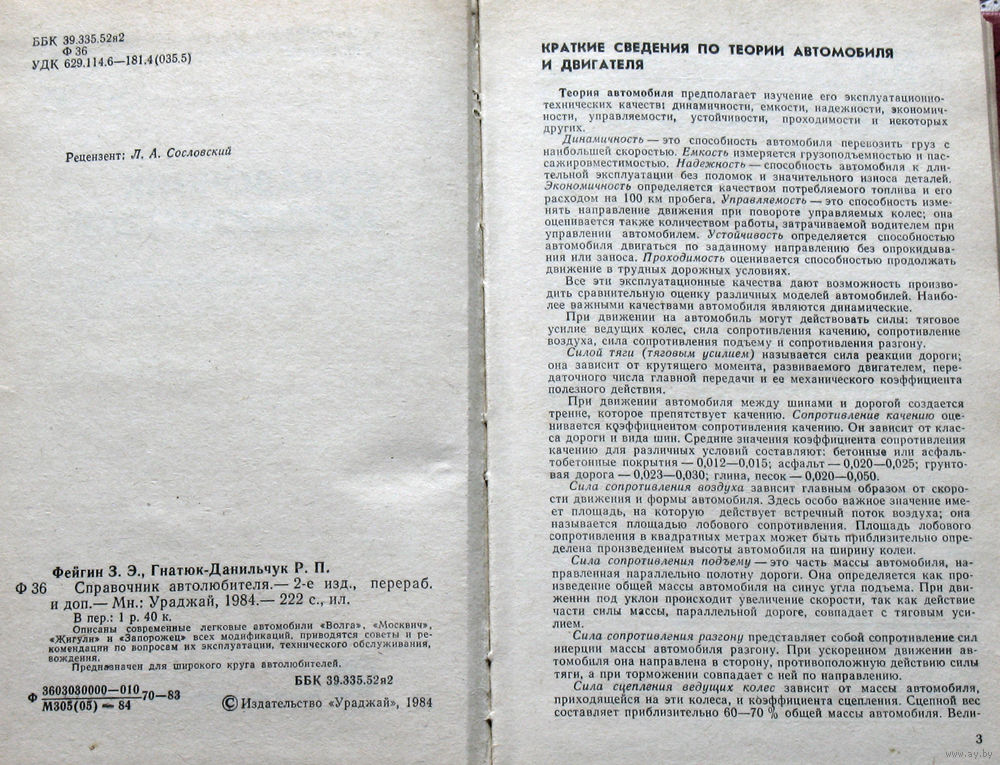 ББК 39.335.52я2
Ф 36
УДК 629.114.6—181.4(035.5)
Рецензент: Л. А. Сословский
Фейгин З. Э., Гнатюк-Данильчук Р. П.
Ф 36 Справочник автолюбителя.— 2-е изд., перераб.
и доп.— Мн.: Ураджай, 1984.— 222 с., ил.
В пер.: 1 р. 40 к.
Описаны современные легковые автомобили «Волга», «Москвич»,
«Жигули» и «Запорожец» всех модификаций, приводятся советы и ре-
комендации по вопросам их эксплуатации, технического обслуживания,
вождения.
Предназначен для широкого круга автолюбителей.
Ф 3603030000—010 70—83
М305(05) — 84
ББК 39.335.52я2
© Издательство «Ураджай», 1984
КРАТКИЕ СВЕДЕНИЯ ПО ТЕОРИИ АВТОМОБИЛЯ
И ДВИГАТЕЛЯ
Теория автомобиля предполагает изучение его эксплуатационно-
технических качеств: динамичности, емкости, надежности, экономич-
ности, управляемости, устойчивости, проходимости и некоторых
других.
Динамичность — это способность автомобиля перевозить груз с
наибольшей скоростью. Емкость измеряется грузоподъемностью и пас-
сажировместимостью. Надежность — способность автомобиля к дли-
тельной эксплуатации без поломок и значительного износа деталей.
Экономичность определяется качеством потребляемого топлива и его
расходом на 100 км пробега. Управляемость — это способность изме-
нять направление движения при повороте управляемых колес; она
оценивается также количеством работы, затрачиваемой водителем при
управлении автомобилем. Устойчивость определяется способностью
автомобиля двигаться по заданному направлению без опрокидыва-
ния или заноса. Проходимость оценивается способностью продолжать
движение в трудных дорожных условиях.
Все эти эксплуатационные качества дают возможность произво-
дить сравнительную оценку различных моделей автомобилей. Наибо-
лее важными качествами автомобиля являются динамические.
При движении на автомобиль могут действовать силы: тяговое
усилие ведущих колес, сила сопротивления качению, сопротивление
воздуха, сила сопротивления подъему и сопротивления разгону.
Силой тяги (тяговым усилием) называется сила реакции дороги;
она зависит от крутящего момента, развиваемого двигателем, пере-
даточного числа главной передачи и ее механического коэффициента
полезного действия.
При движении автомобиля между шинами и дорогой создается
трение, которое препятствует качению. Сопротивление качению оце-
нивается коэффициентом сопротивления качению. Он зависит от клас-
са дороги и вида шин. Средние значения коэффициента сопротивления
качению для различных условий составляют: бетонные или асфаль-
тобетонные покрытия — 0,012—0,015; асфальт — 0,020—0,025; грунто-
вая дорога — 0,023—0,030; глина, песок — 0,020—0,050.
Сила сопротивления воздуха зависит главным образом от скоро-
сти движения и формы автомобиля. Здесь особо важное значение име-
ет площадь, на которую действует встречный поток воздуха; она
называется площадью лобового сопротивления. Площадь лобового
сопротивления в квадратных метрах может быть приблизительно опре-
делена произведением высоты автомобиля на ширину колеи.
Сила сопротивления подъему — это часть массы автомобиля, на-
правленная параллельно полотну дороги. Она определяется как про-
изведение общей массы автомобиля на синус угла подъема. При дви-
жении под уклон происходит увеличение скорости, так как действие
части силы массы, параллельной дороге, совпадает с тяговым уси-
лием.
Сила сопротивления разгону представляет собой сопротивление сил
инерции массы автомобиля разгону. При ускоренном движении ав-
томобиля она направлена в сторону, противоположную действию силы
тяги, а при торможении совпадает с ней по направлению.
Сила сцепления ведущих колес зависит от массы автомобиля,
приходящейся на эти колеса, и коэффициента сцепления. Сцепной вес
составляет приблизительно 60—70 % общей массы автомобиля. Вели-
3
www.ay.by